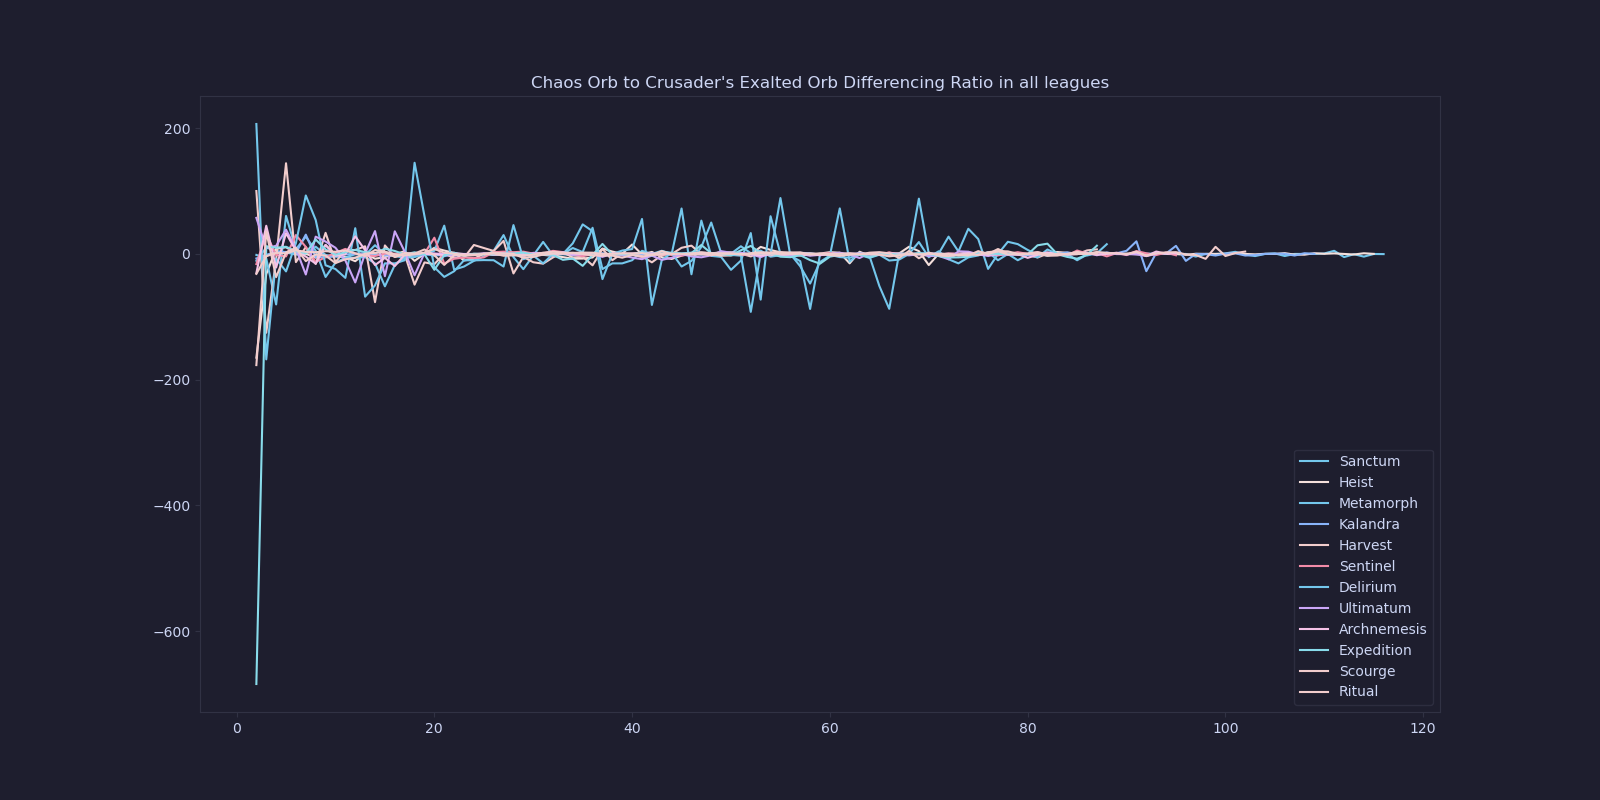 Chaos Orb to Crusader's Exalted Orb Differencing Ratio in all leagues
200
0
−200
−400
−600
Sanctum
Heist
Metamorph
Kalandra
Harvest
Sentinel
Delirium
Ultimatum
Archnemesis
Expedition
Scourge
Ritual
0 20 40 60 80 100 120